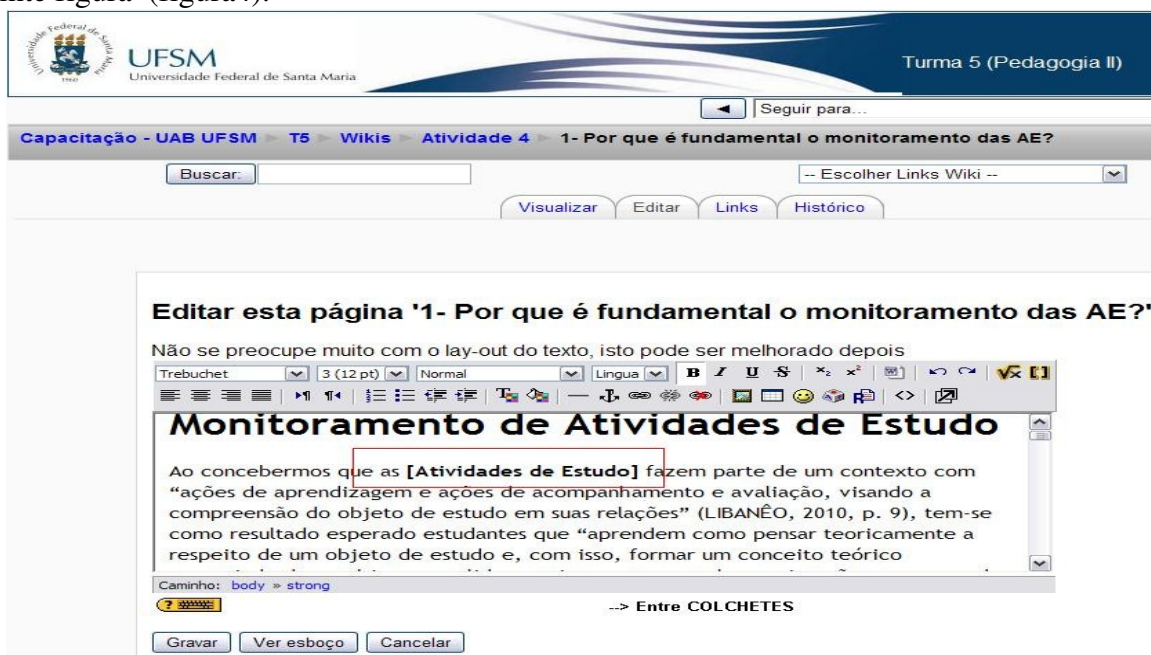 Universidade Federal de Santa Maria
1960
UFSM
Universidade Federal de Santa Maria
Turma 5 (Pedagogia II)
Seguir para...
Capacitação - UAB UFSM ► T5 ► Wikis ► Atividade 4 ► 1- Por que é fundamental o monitoramento das AE?
Buscar:
-- Escolher Links Wiki --
Visualizar Editar Links Histórico
Editar esta página '1- Por que é fundamental o monitoramento das AE?'
Não se preocupe muito com o lay-out do texto, isto pode ser melhorado depois
Trebuchet 3 (12 pt) Normal Lingua B I U S
Monitoramento de Atividades de Estudo
Ao concebermos que as [Atividades de Estudo] fazem parte de um contexto com
“ações de aprendizagem e ações de acompanhamento e avaliação, visando a
compreensão do objeto de estudo em suas relações” (LIBANÊO, 2010, p. 9), tem-se
como resultado esperado estudantes que “aprendem como pensar teoricamente a
respeito de um objeto de estudo e, com isso, formar um conceito teórico
Caminho: body » strong
--> Entre COLCHETES
Gravar Ver esboço Cancelar